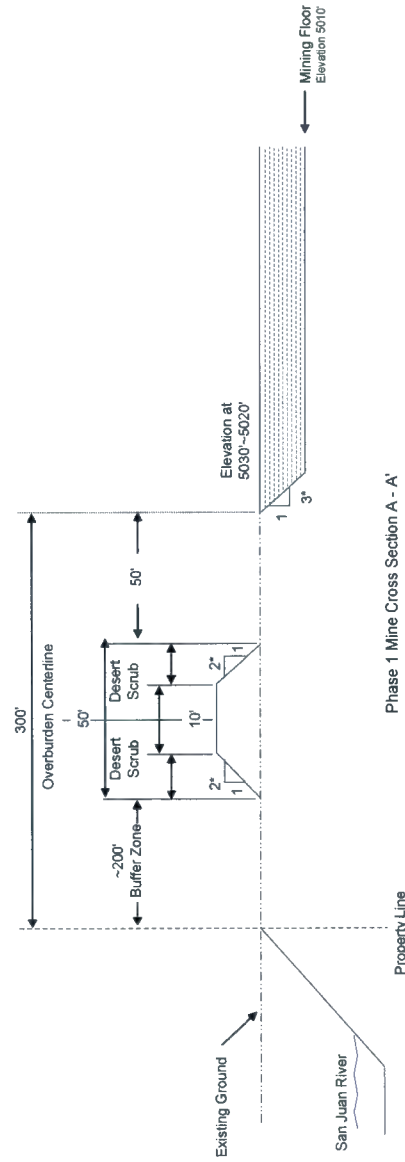 300'
Overburden Centerline
50'
Desert
Scrub
Desert
Scrub
10'
50'
~200'
Buffer Zone
2*
1
2*
1
Elevation at
5030'~5020'
1
3*
Mining Floor
Elevation 5010'
Existing Ground
San Juan River
Property Line
Phase 1 Mine Cross Section A - A'